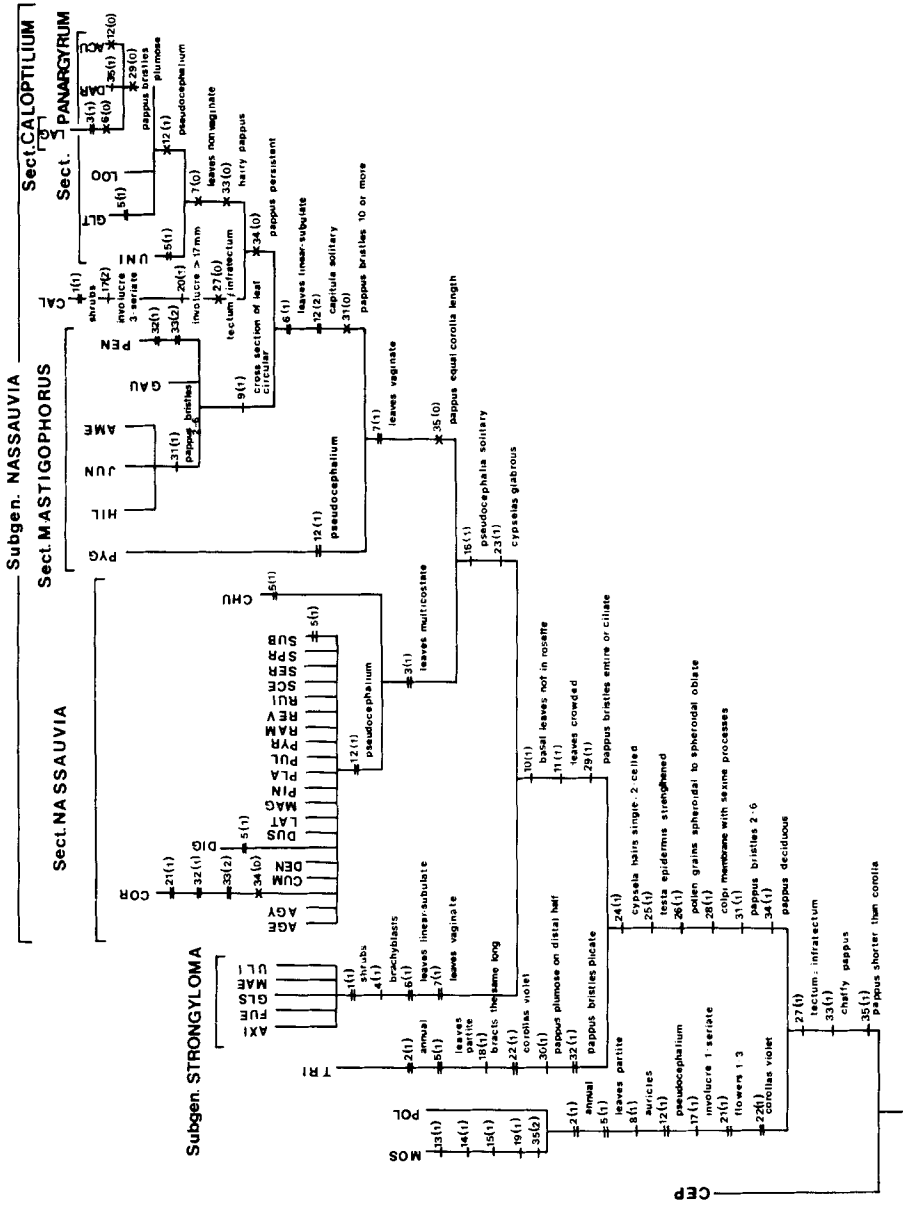 Subgen. NASSAUVIA
Sect. CALOPTILIUM
Sect. PANARGYRUM
Sect. MASTIGOPHORUS
Sect. NASSAUVIA
Subgen. STRONGYLOMA
LAG
3(1)
6(0)
DAR
35(1)
ACU
12(0)
29(0)
pappus bristles plumose
GLT
5(1)
LOO
12(1)
pseudocephalium
UNI
5(1)
7(0)
leaves nonvaginate
33(0)
hairy pappus
CAL
1(1)
shrubs
17(2)
involucre 3-seriate
20(1)
involucre > 17mm
27(0)
tectum / infratectum
34(0)
pappus persistent
PEN
32(1)
33(2)
GAU
AME
JUN
HIL
31(1)
pappus bristles 2-6
9(1)
cross section of leaf circular
6(1)
leaves linear-subulate
12(2)
capitula solitary
31(0)
pappus bristles 10 or more
PYG
12(1)
pseudocephalium
7(1)
leaves vaginate
35(0)
pappus equal corolla length
CHU
5(1)
SUB
5(1)
SPR
SER
SCE
RUI
REV
RAM
PYR
PUL
PLA
PIN
MAG
LAT
DUS
DIG
5(1)
DEN
CUM
COR
21(1)
32(1)
33(2)
34(0)
AGY
AGE
12(1)
pseudocephalium
3(1)
leaves multicostate
16(1)
pseudocephalia solitary
23(1)
cypselas glabrous
ULI
MAE
GLS
FUE
AXI
1(1)
shrubs
4(1)
brachyblasts
6(1)
leaves linear-subulate
7(1)
leaves vaginate
10(1)
basal leaves not in rosette
11(1)
leaves crowded
29(1)
pappus bristles entire or ciliate
TRI
2(1)
annual
5(1)
leaves partite
18(1)
bracts the same long
22(1)
corollas violet
30(1)
pappus plumose on distal half
32(1)
pappus bristles plicate
24(1)
cypsela hairs single-2 celled
25(1)
testa epidermis strenghened
26(1)
pollen grains spheroidal to spheroidal oblate
28(1)
colpi membrane with sexine processes
31(1)
pappus bristles 2-6
34(1)
pappus deciduous
POL
MOS
13(1)
14(1)
15(1)
19(1)
35(2)
2(1)
annual
5(1)
leaves partite
8(1)
auricles
12(1)
pseudocephalium
17(1)
involucre 1-seriate
21(1)
flowers 1-3
22(1)
corollas violet
27(1)
tectum = infratectum
33(1)
chaffy pappus
35(1)
pappus shorter than corolla
CEP